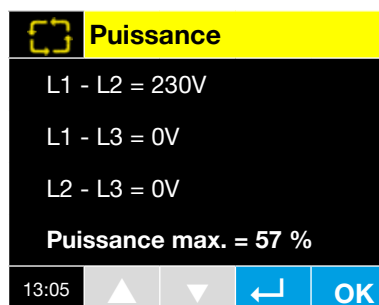 Puissance
L1 - L2 = 230V
L1 - L3 = 0V
L2 - L3 = 0V
Puissance max. = 57 %
13:05 OK